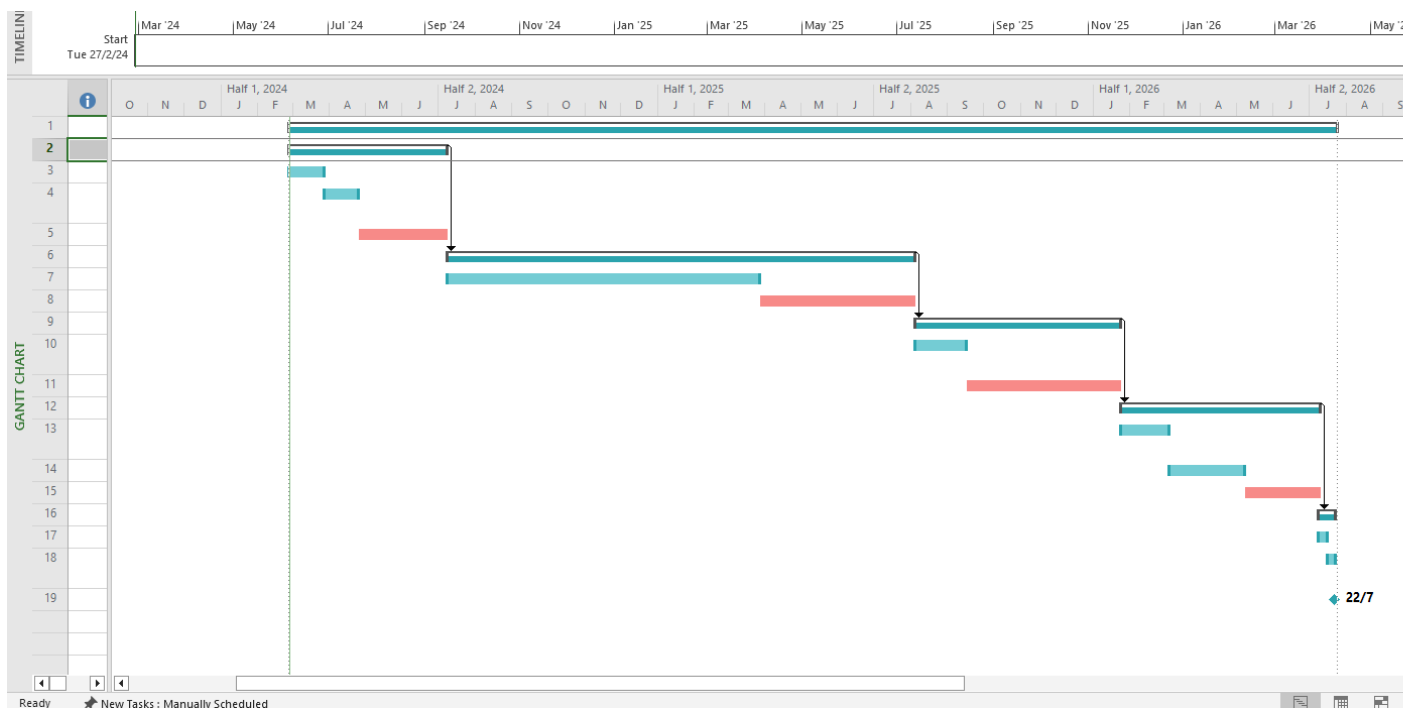 TIMELIN
Mar '24 May '24 Jul '24 Sep '24 Nov '24 Jan '25 Mar '25 May '25 Jul '25 Sep '25 Nov '25 Jan '26 Mar '26 May '2
Start
Tue 27/2/24
Half 1, 2024 Half 2, 2024 Half 1, 2025 Half 2, 2025 Half 1, 2026 Half 2, 2026
O N D J F M A M J J A S O N D J F M A M J J A S O N D J F M A M J J A S
GANTT CHART
1
2
3
4
5
6
7
8
9
10
11
12
13
14
15
16
17
18
19 22/7
Ready New Tasks : Manually Scheduled